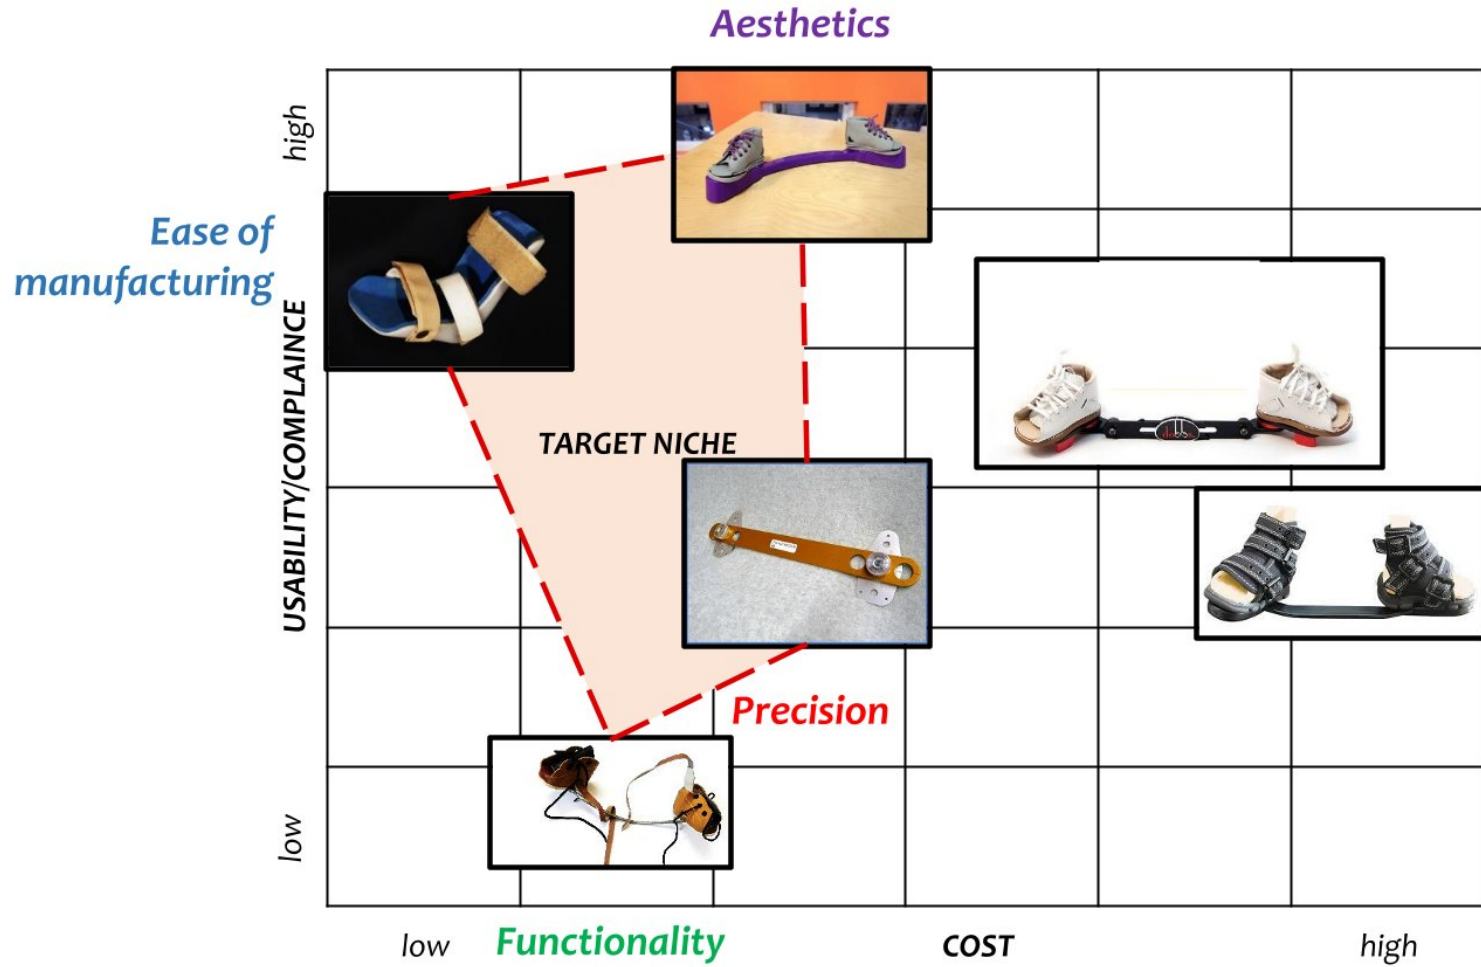 Aesthetics
high
Ease of
manufacturing
USABILITY/COMPLAINCE
TARGET NICHE
Precision
low
low
Functionality
COST
high